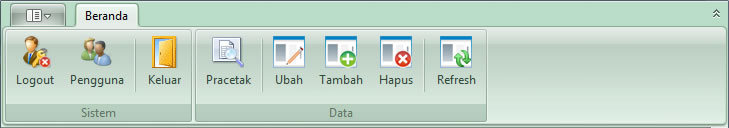 Beranda
Logout Pengguna Keluar Pracetak Ubah Tambah Hapus Refresh
Sistem Data